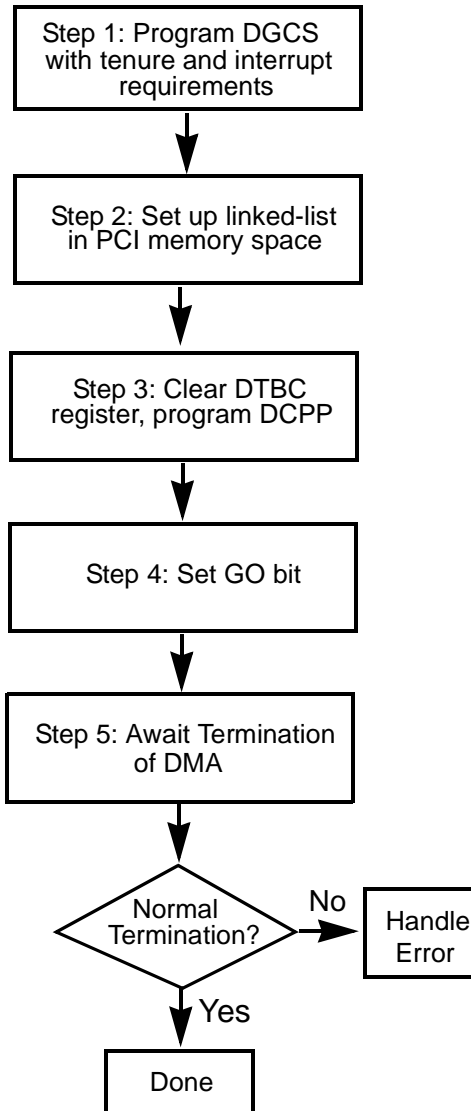 Step 1: Program DGCS
with tenure and interrupt
requirements
Step 2: Set up linked-list
in PCI memory space
Step 3: Clear DTBC
register, program DCPP
Step 4: Set GO bit
Step 5: Await Termination
of DMA
Normal
Termination?
No
Handle
Error
Yes
Done